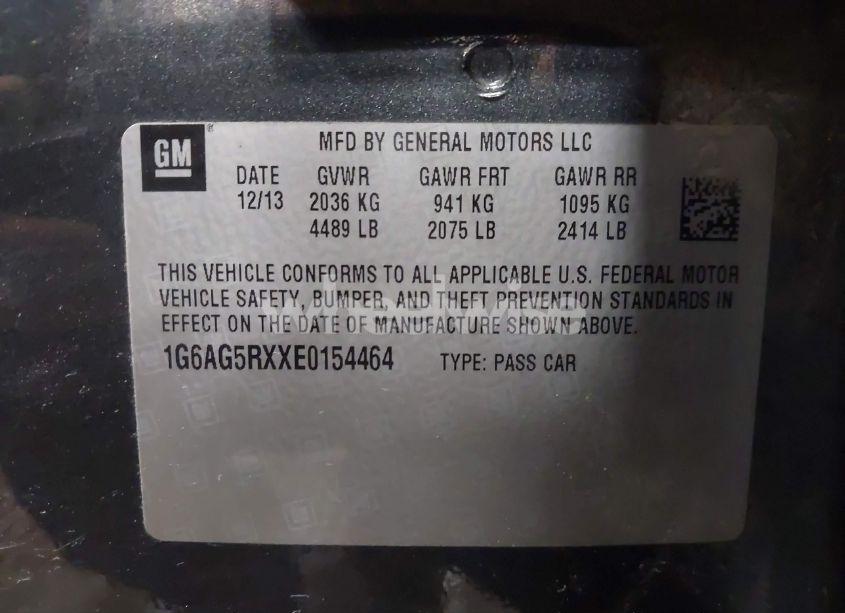 GM®
MFD BY GENERAL MOTORS LLC
DATE GVWR GAWR FRT GAWR RR
12/13 2036 KG 941 KG 1095 KG
4489 LB 2075 LB 2414 LB
THIS VEHICLE CONFORMS TO ALL APPLICABLE U.S. FEDERAL MOTOR
VEHICLE SAFETY, BUMPER, AND THEFT PREVENTION STANDARDS IN
EFFECT ON THE DATE OF MANUFACTURE SHOWN ABOVE.
1G6AG5RXXE0154464 TYPE: PASS CAR